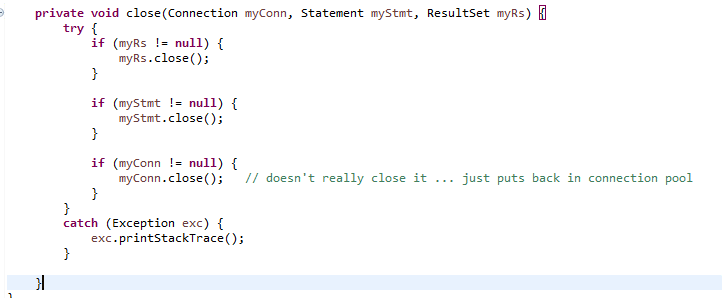 private void close(Connection myConn, Statement myStmt, ResultSet myRs) {
try {
if (myRs != null) {
myRs.close();
}
if (myStmt != null) {
myStmt.close();
}
if (myConn != null) {
myConn.close();   // doesn't really close it ... just puts back in connection pool
}
}
catch (Exception exc) {
exc.printStackTrace();
}
}
}